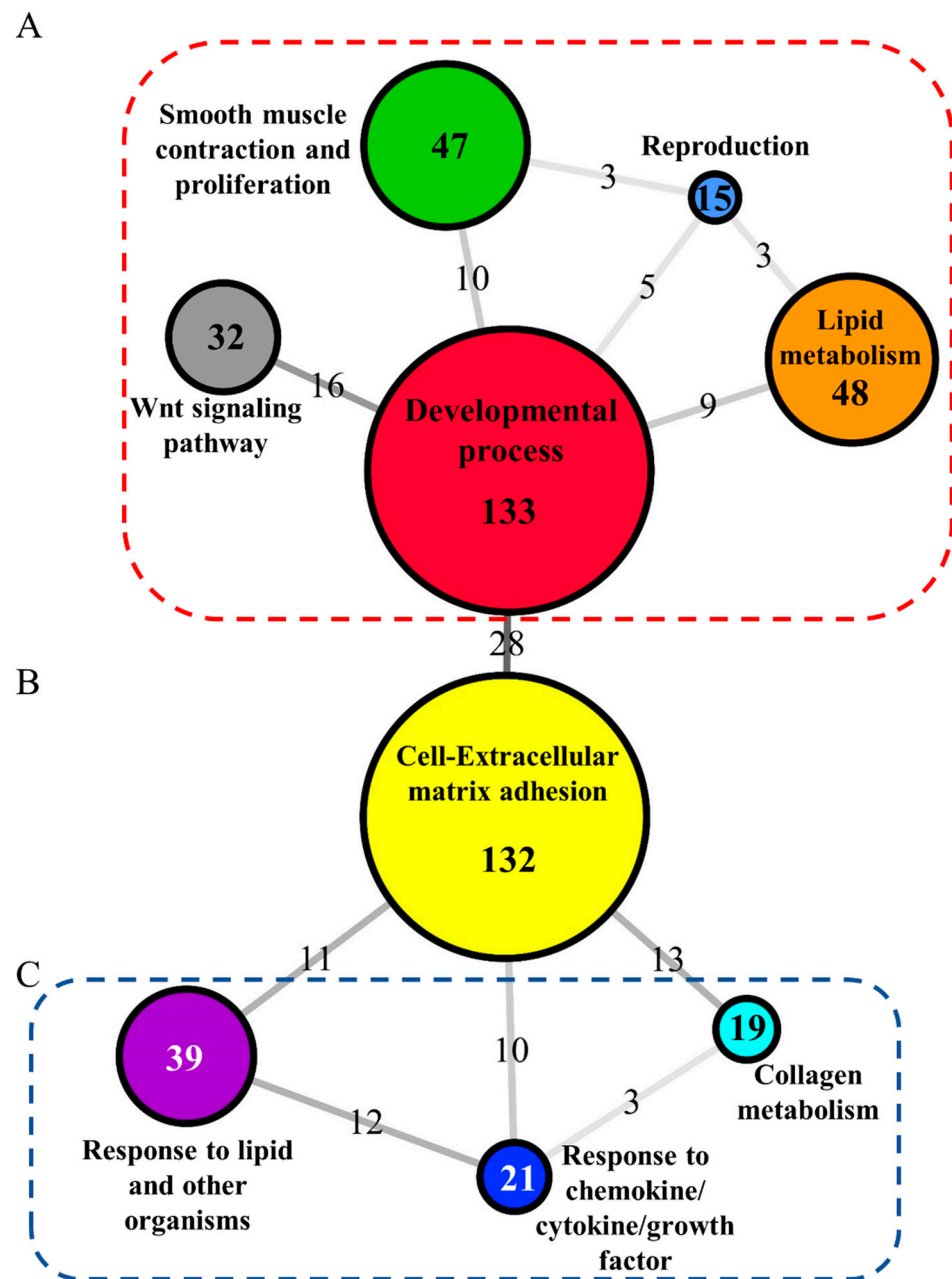 A
Smooth muscle
contraction and
proliferation
47
Reproduction
15
3
10
5
3
32
Wnt signaling
pathway
16
Lipid
metabolism
48
9
Developmental
process
133
28
B
Cell-Extracellular
matrix adhesion
132
11
13
C
39
Response to lipid
and other
organisms
10
19
Collagen
metabolism
12
3
21
Response to
chemokine/
cytokine/growth
factor